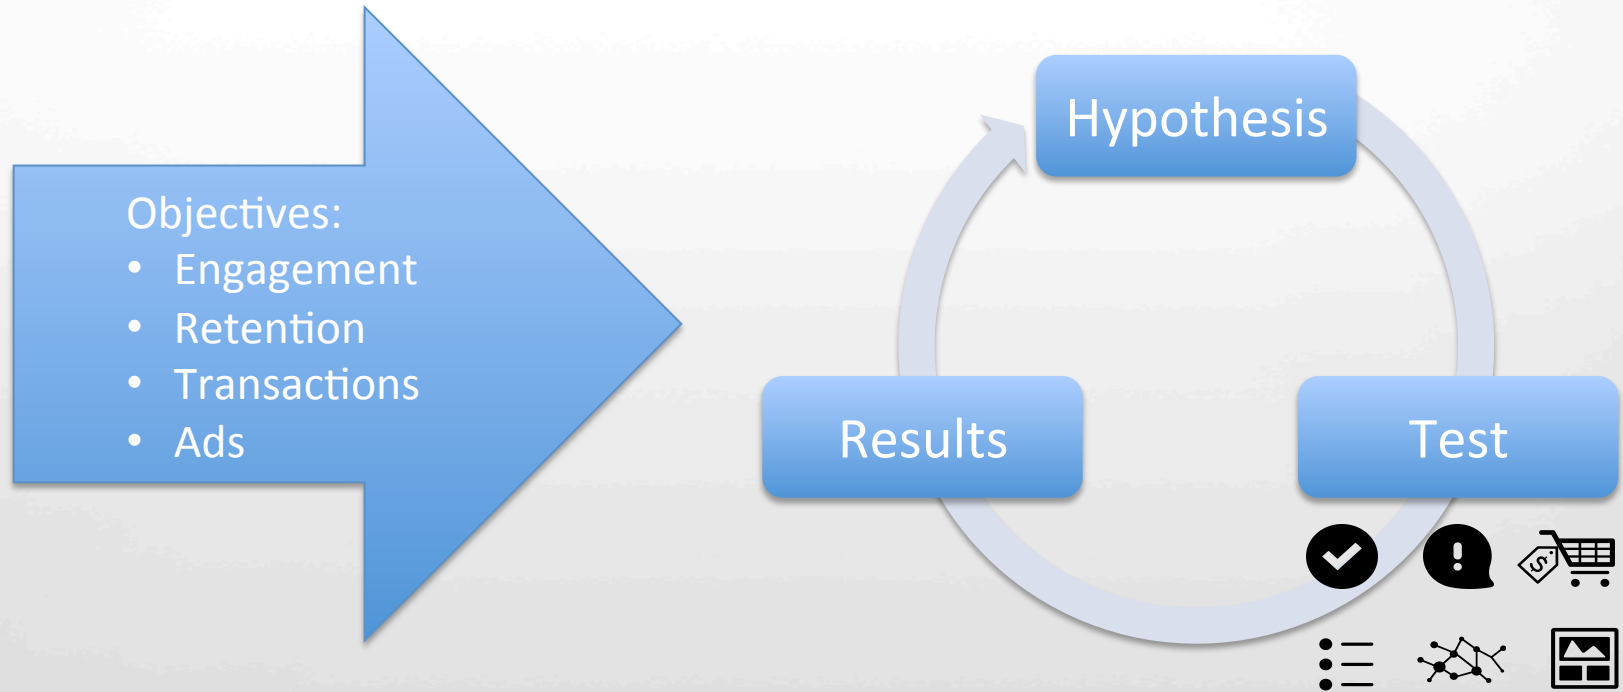 Objectives:
• Engagement
• Retention
• Transactions
• Ads
Hypothesis
Results
Test
$